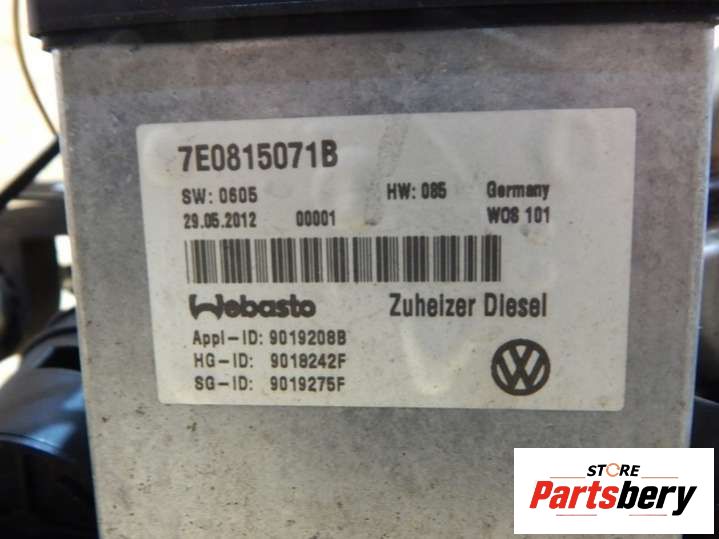 7E0815071B
SW: 0605 HW: 085 Germany
29.05.2012 00001 WOS 101
Webasto Zuheizer Diesel
Appl-ID: 9019208B
HG-ID: 9018242F
SG-ID: 9019275F
STORE
Partsbery